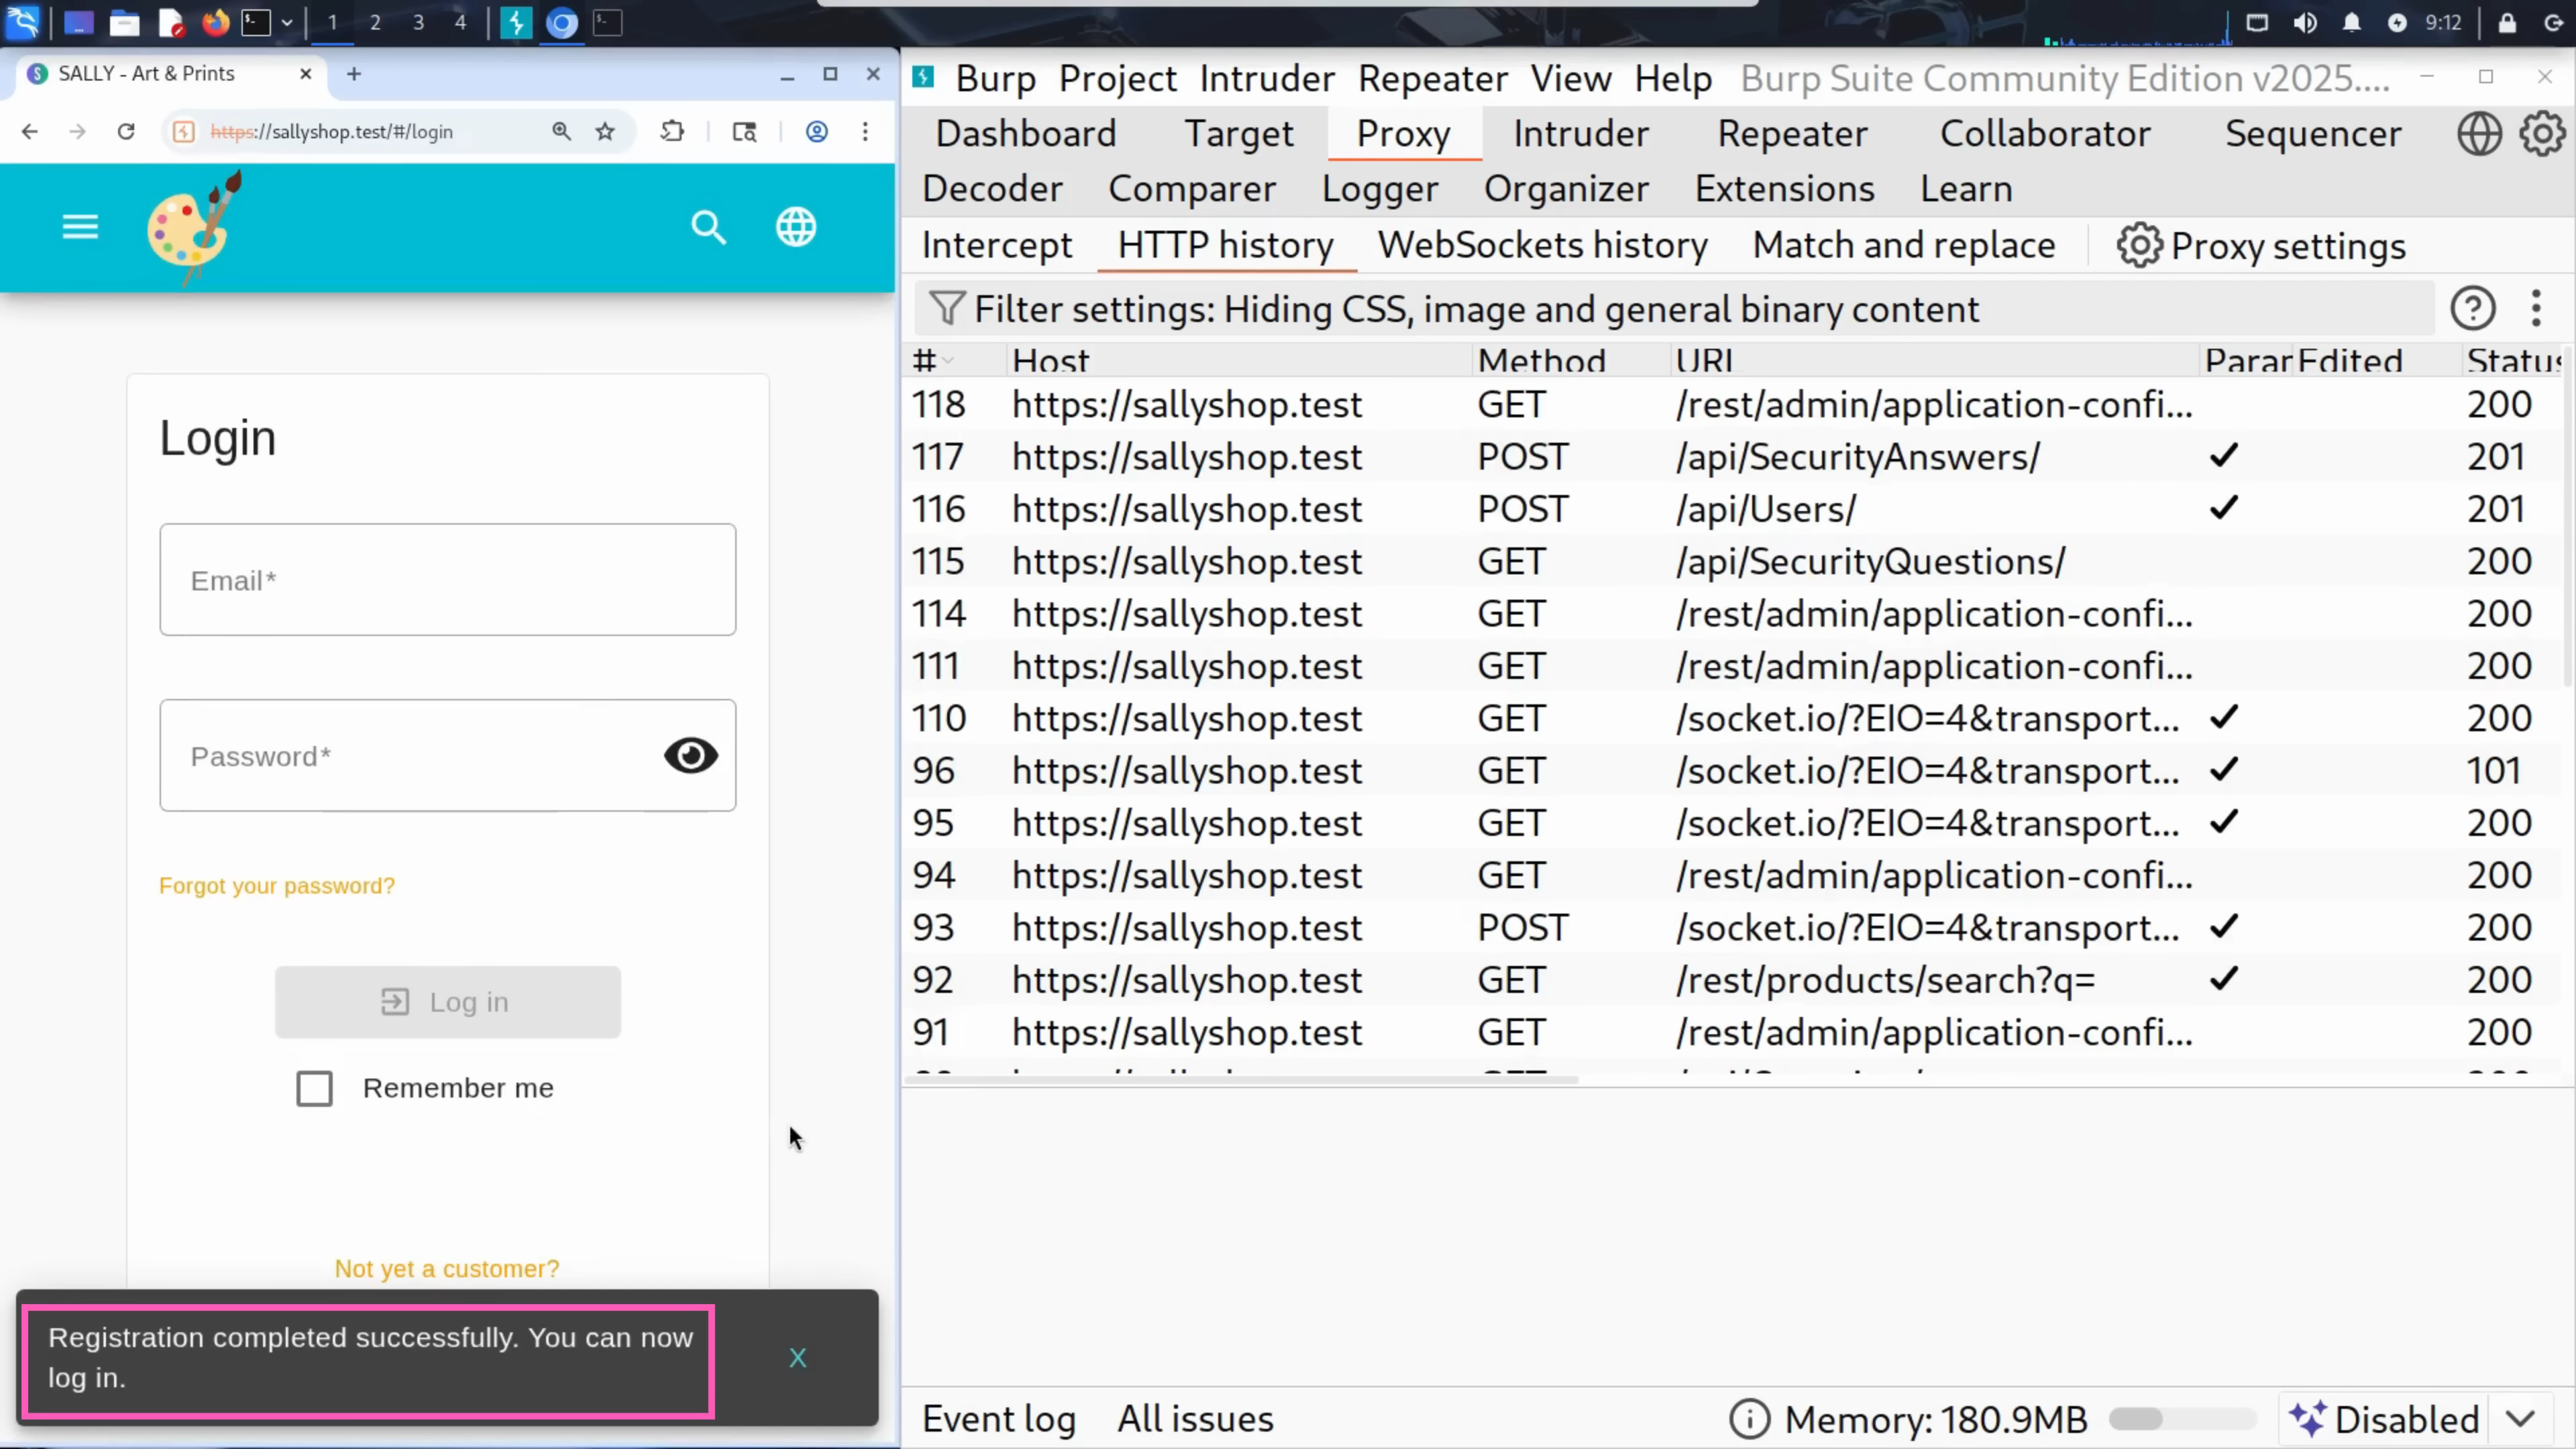 1 2 3 4
9:12
SALLY - Art & Prints
https://sallyshop.test/#/login
Login
Email*
Password*
Forgot your password?
Log in
Remember me
Not yet a customer?
Registration completed successfully. You can now
log in.
X
Burp Project Intruder Repeater View Help Burp Suite Community Edition v2025....
Dashboard Target Proxy Intruder Repeater Collaborator Sequencer
Decoder Comparer Logger Organizer Extensions Learn
Intercept HTTP history WebSockets history Match and replace Proxy settings
Filter settings: Hiding CSS, image and general binary content
# Host Method URL Param Edited Status
118 https://sallyshop.test GET /rest/admin/application-confi... 200
117 https://sallyshop.test POST /api/SecurityAnswers/ ✓ 201
116 https://sallyshop.test POST /api/Users/ ✓ 201
115 https://sallyshop.test GET /api/SecurityQuestions/ 200
114 https://sallyshop.test GET /rest/admin/application-confi... 200
111 https://sallyshop.test GET /rest/admin/application-confi... 200
110 https://sallyshop.test GET /socket.io/?EIO=4&transport... ✓ 200
96 https://sallyshop.test GET /socket.io/?EIO=4&transport... ✓ 101
95 https://sallyshop.test GET /socket.io/?EIO=4&transport... ✓ 200
94 https://sallyshop.test GET /rest/admin/application-confi... 200
93 https://sallyshop.test POST /socket.io/?EIO=4&transport... ✓ 200
92 https://sallyshop.test GET /rest/products/search?q= ✓ 200
91 https://sallyshop.test GET /rest/admin/application-confi... 200
Event log All issues Memory: 180.9MB Disabled